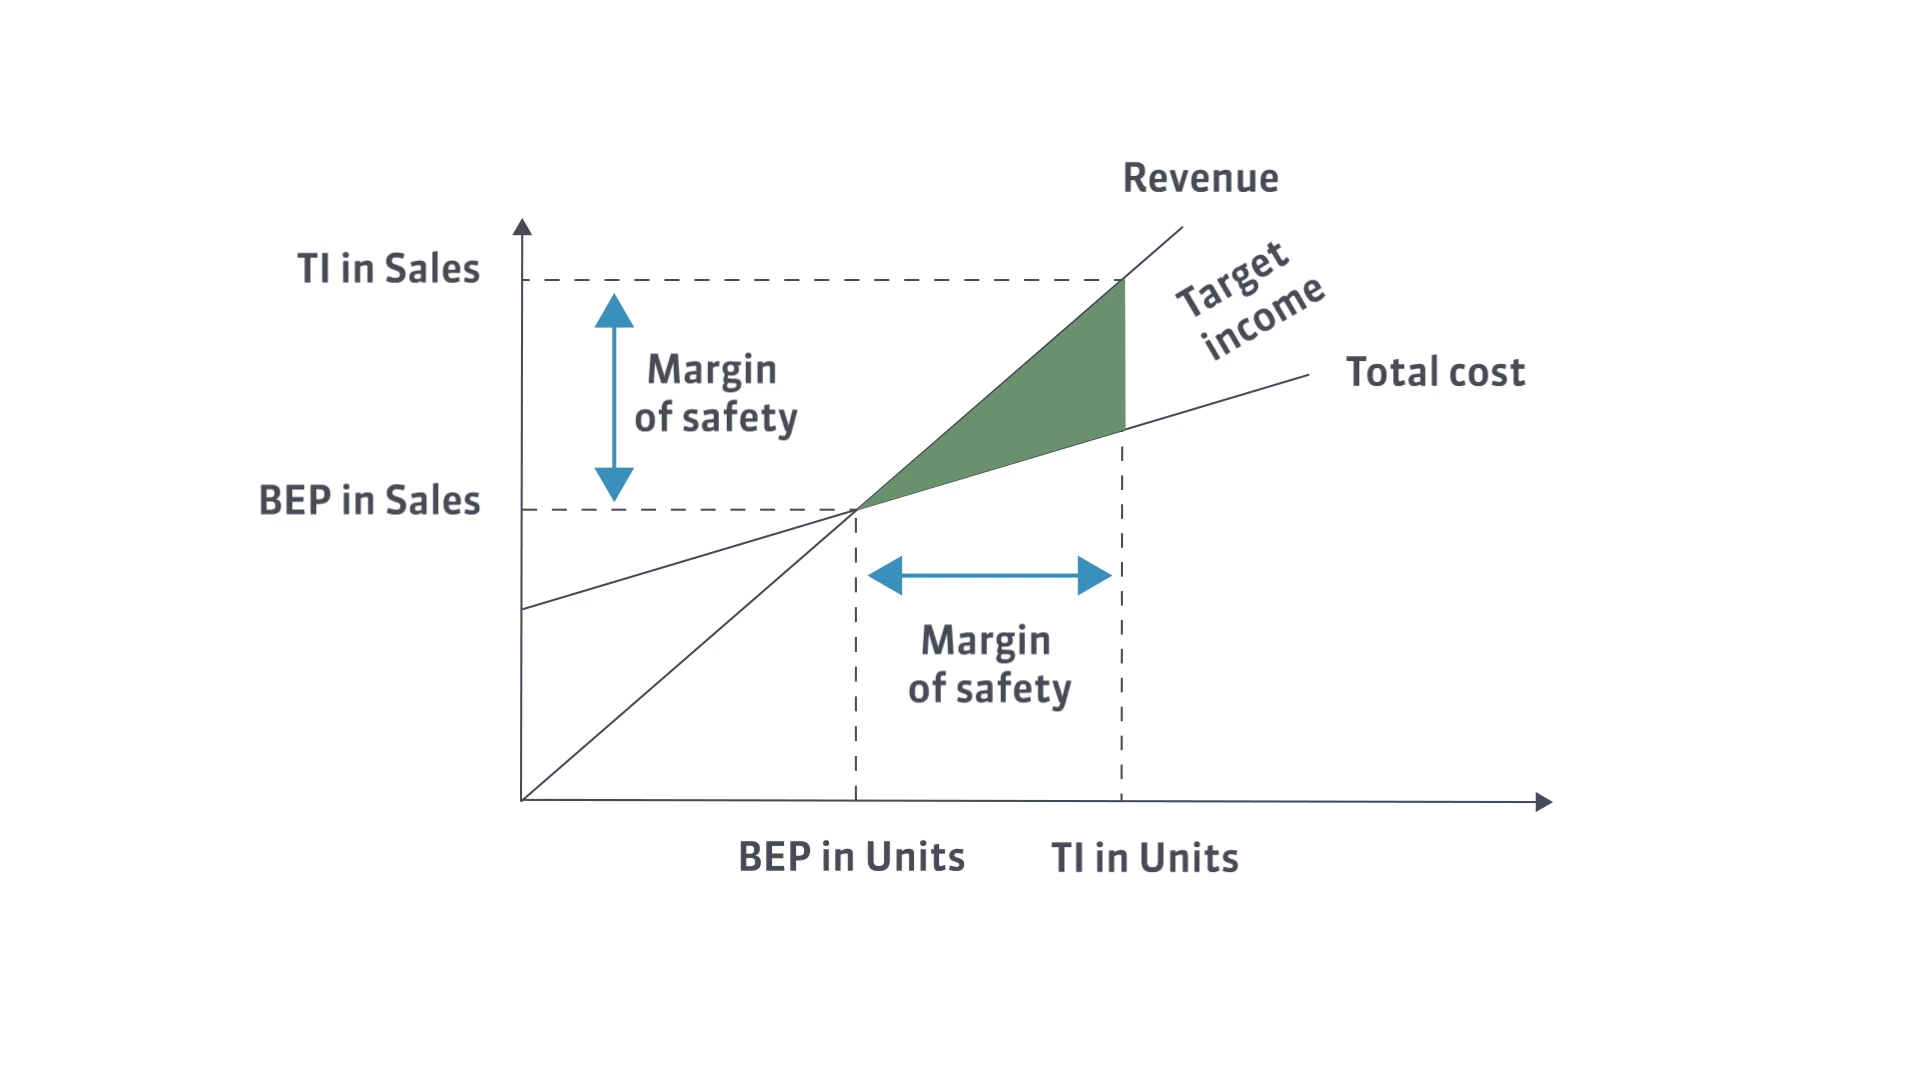 Revenue
TI in Sales
Target
income
Margin
of safety
Total cost
BEP in Sales
Margin
of safety
BEP in Units
TI in Units